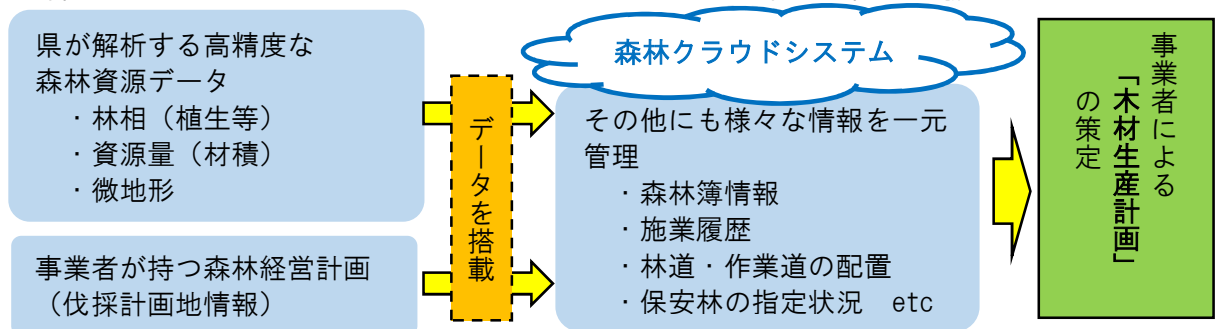 県が解析する高精度な
森林資源データ
・林相（植生等）
・資源量（材積）
・微地形
事業者が持つ森林経営計画
（伐採計画地情報）
データを搭載
森林クラウドシステム
その他にも様々な情報を一元
管理
・森林簿情報
・施業履歴
・林道・作業道の配置
・保安林の指定状況　etc
事業者による
「木材生産計画」
の策定